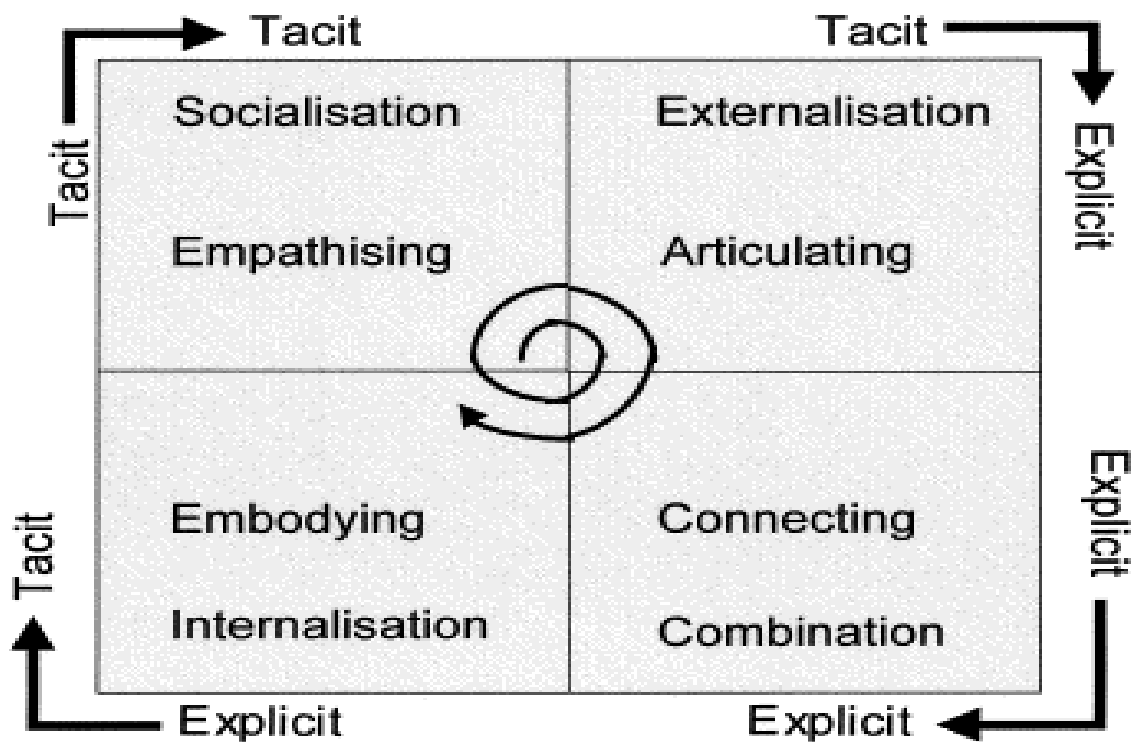 Tacit
Tacit
Tacit
Explicit
Socialisation
Externalisation
Empathising
Articulating
Embodying
Connecting
Internalisation
Combination
Tacit
Explicit
Explicit
Explicit